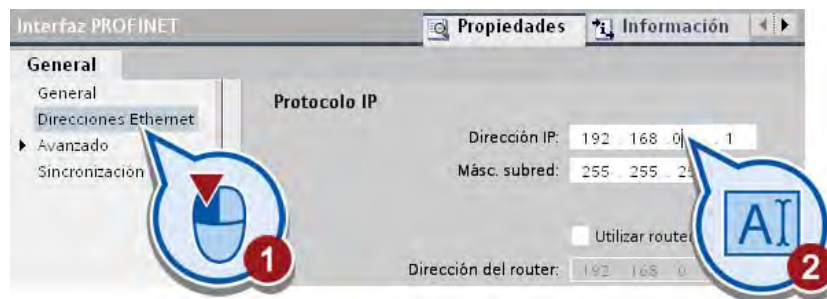 Interfaz PROFINET
Propiedades
Información
General
General
Direcciones Ethernet
Avanzado
Sincronización
Protocolo IP
Dirección IP: 192 . 168 .0 . 1
Másc. subred: 255 . 255 .
Utilizar router
Dirección del router: 192 . 168 . 0 .
AI
1
2